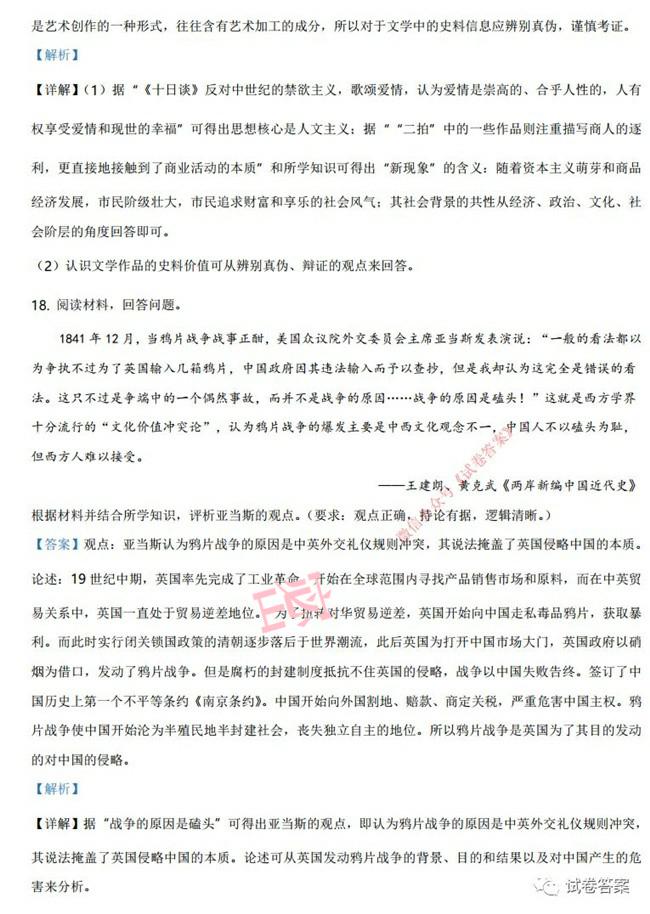 是艺术创作的一种形式，往往含有艺术加工的成分，所以对于文学中的史料信息应辨别真伪，谨慎考证。
【解析】
【详解】（1）据“《十日谈》反对中世纪的禁欲主义，歌颂爱情，认为爱情是崇高的、合乎人性的，人有
权享受爱情和现世的幸福”可得出思想核心是人文主义；据““二拍”中的一些作品则注重描写商人的逐
利，更直接地接触到了商业活动的本质”和所学知识可得出“新现象”的含义：随着资本主义萌芽和商品
经济发展，市民阶级壮大，市民追求财富和享乐的社会风气；其社会背景的共性从经济、政治、文化、社
会阶层的角度回答即可。
（2）认识文学作品的史料价值可从辨别真伪、辩证的观点来回答。
18. 阅读材料，回答问题。
1841 年 12 月，当鸦片战争战事正酣，美国众议院外交委员会主席亚当斯发表演说：“一般的看法都以
为争执不过为了英国输入几箱鸦片，中国政府因其违法输入而予以查抄，但是我却认为这完全是错误的看
法。这只不过是争端中的一个偶然事故，而并不是战争的原因……战争的原因是磕头！”这就是西方学界
十分流行的“文化价值冲突论”，认为鸦片战争的爆发主要是中西文化观念不一，中国人不以磕头为耻，
但西方人难以接受。
——王建朗、黄克武《两岸新编中国近代史》
根据材料并结合所学知识，评析亚当斯的观点。（要求：观点正确，持论有据，逻辑清晰。）
【答案】观点：亚当斯认为鸦片战争的原因是中英外交礼仪规则冲突，其说法掩盖了英国侵略中国的本质。
论述：19 世纪中期，英国率先完成了工业革命，开始在全球范围内寻找产品销售市场和原料，而在中英贸
易关系中，英国一直处于贸易逆差地位。为了扭转对华贸易逆差，英国开始向中国走私毒品鸦片，获取暴
利。而此时实行闭关锁国政策的清朝逐步落后于世界潮流，此后英国为打开中国市场大门，英国政府以硝
烟为借口，发动了鸦片战争。但是腐朽的封建制度抵抗不住英国的侵略，战争以中国失败告终。签订了中
国历史上第一个不平等条约《南京条约》。中国开始向外国割地、赔款、商定关税，严重危害中国主权。鸦
片战争使中国开始沦为半殖民地半封建社会，丧失独立自主的地位。所以鸦片战争是英国为了其目的发动
的对中国的侵略。
【解析】
【详解】据“战争的原因是磕头”可得出亚当斯的观点，即认为鸦片战争的原因是中英外交礼仪规则冲突，
其说法掩盖了英国侵略中国的本质。论述可从英国发动鸦片战争的背景、目的和结果以及对中国产生的危
害来分析。
微信公众号《试卷答案》
试卷答案